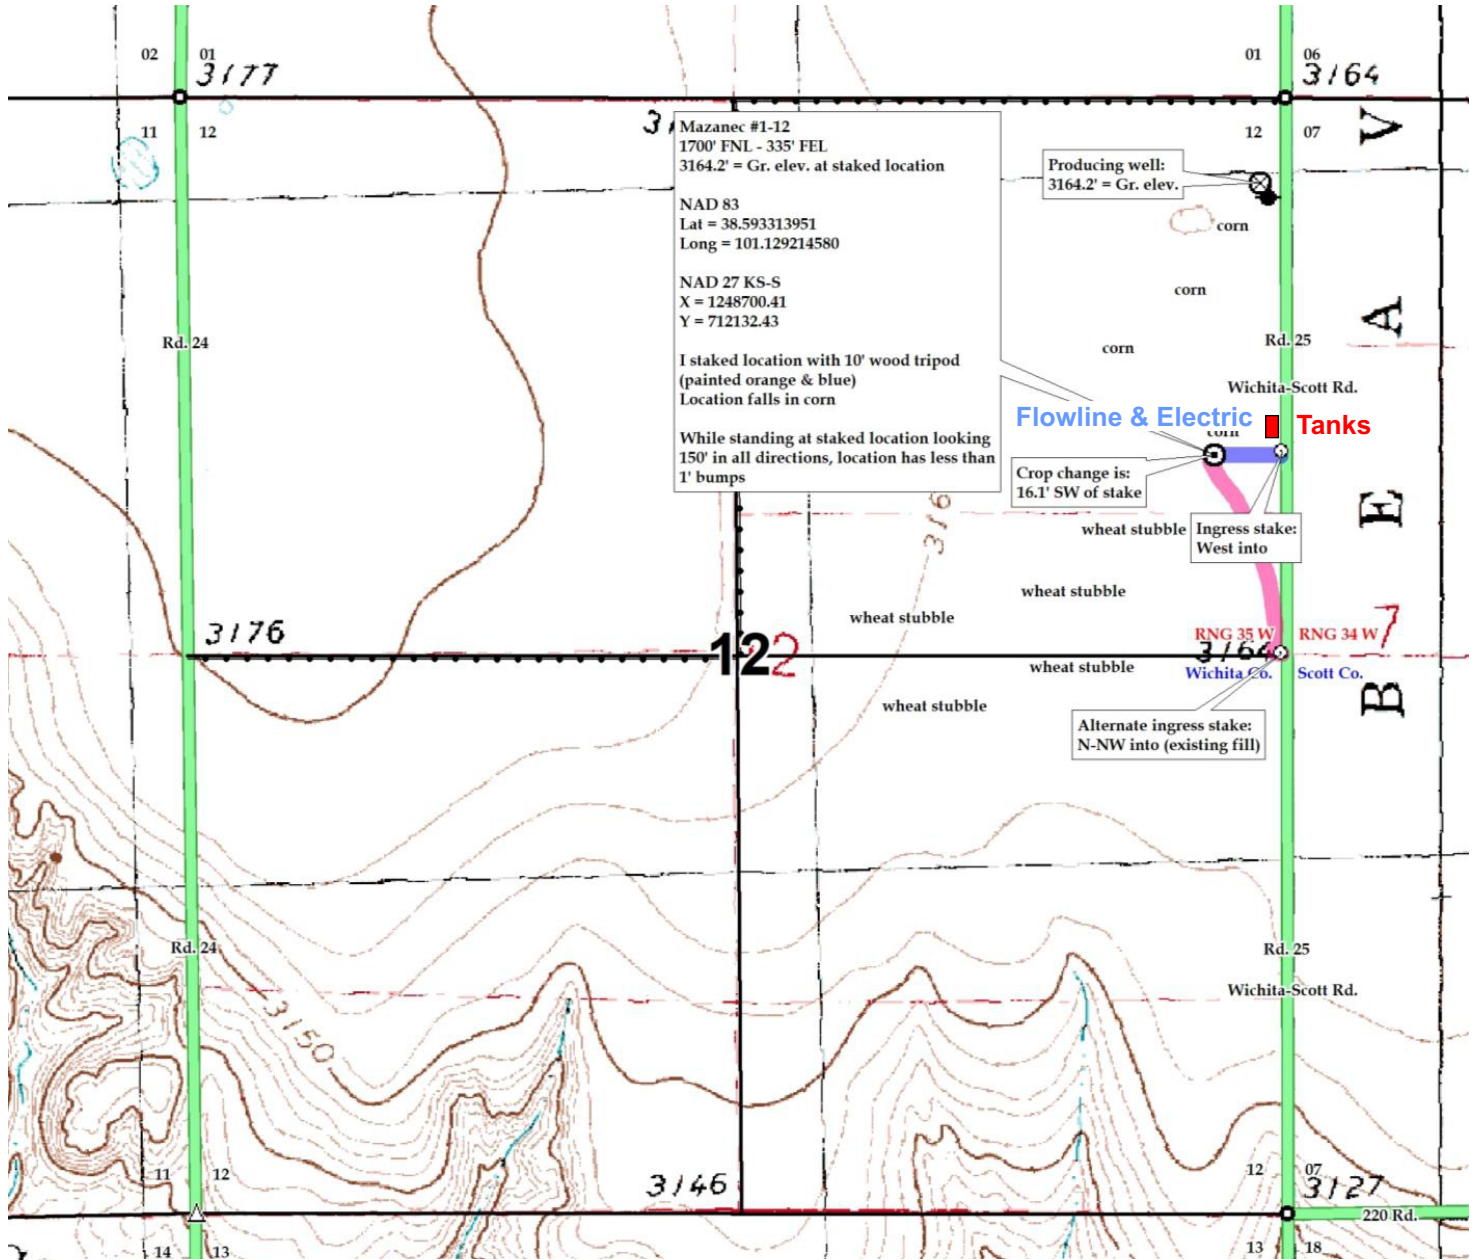 02 01
3177
01 06
3164
11 12
12 07
Mazanec #1-12
1700' FNL - 335' FEL
3164.2' = Gr. elev. at staked location
NAD 83
Lat = 38.593313951
Long = 101.129214580
NAD 27 KS-S
X = 1248700.41
Y = 712132.43
I staked location with 10' wood tripod
(painted orange & blue)
Location falls in corn
While standing at staked location looking
150' in all directions, location has less than
1' bumps
Producing well:
3164.2' = Gr. elev.
corn
corn
corn
Rd. 24
Rd. 25
Wichita-Scott Rd.
Flowline & Electric
Tanks
corn
Crop change is:
16.1' SW of stake
Ingress stake:
West into
wheat stubble
wheat stubble
wheat stubble
wheat stubble
wheat stubble
316
3176
12
2
RNG 35 W
RNG 34 W
7
3164
Wichita Co.
Scott Co.
Alternate ingress stake:
N-NW into (existing fill)
B E A V
Rd. 24
Rd. 25
Wichita-Scott Rd.
3150
11 12
3146
12 07
3127
220 Rd.
14 13
13 18